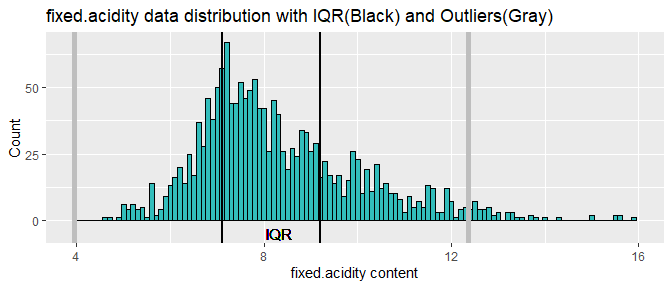 fixed.acidity data distribution with IQR(Black) and Outliers(Gray)
Count
50
25
0
IQR
4
8
12
16
fixed.acidity content